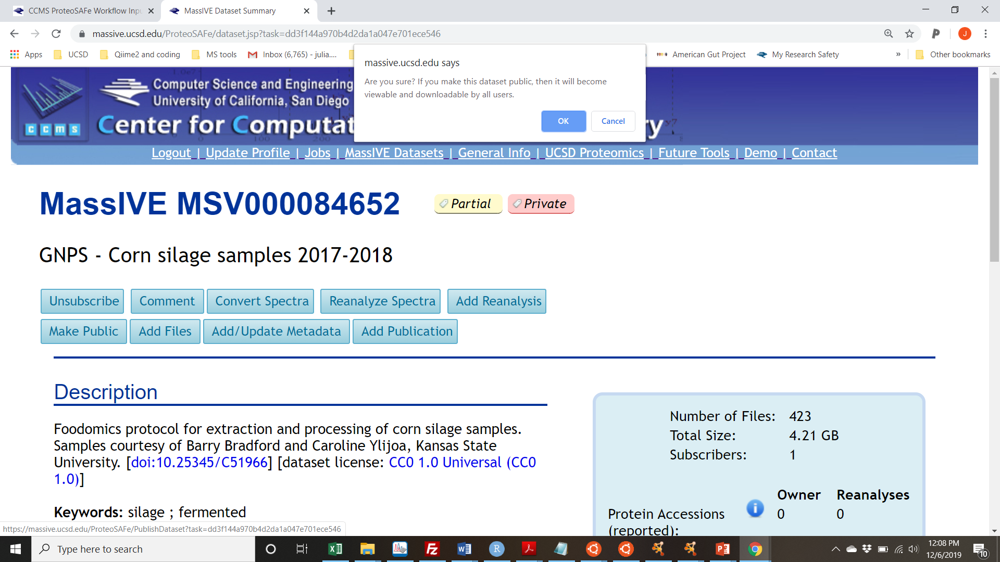 CCMS ProteoSAFe Workflow Inpu
MassIVE Dataset Summary
massive.ucsd.edu/ProteoSAFe/dataset.jsp?task=dd3f144a970b4d2da1a047e701ece546
J
Apps
UCSD
Qiime2 and coding
MS tools
Inbox (6,765) - julia....
American Gut Project
My Research Safety
»
Other bookmarks
massive.ucsd.edu says
Are you sure? If you make this dataset public, then it will become
viewable and downloadable by all users.
OK
Cancel
Computer Science and Engineering
University of California, San Diego
ccms
Center for Computat
ry
y7
1.0e7
0 100 200
Logout | Update Profile | Jobs | MassIVE Datasets | General Info | UCSD Proteomics | Future Tools | Demo | Contact
MassIVE MSV000084652
Partial
Private
GNPS - Corn silage samples 2017-2018
Unsubscribe
Comment
Convert Spectra
Reanalyze Spectra
Add Reanalysis
Make Public
Add Files
Add/Update Metadata
Add Publication
Description
Foodomics protocol for extraction and processing of corn silage samples.
Samples courtesy of Barry Bradford and Caroline Ylijoa, Kansas State
University. [doi:10.25345/C51966] [dataset license: CC0 1.0 Universal (CC0
1.0)]
Keywords: silage ; fermented
Number of Files: 423
Total Size: 4.21 GB
Subscribers: 1
Owner Reanalyses
Protein Accessions 0 0
(reported):
https://massive.ucsd.edu/ProteoSAFe/PublishDataset?task=dd3f144a970b4d2da1a047e701ece546
Type here to search
12:08 PM
12/6/2019
10